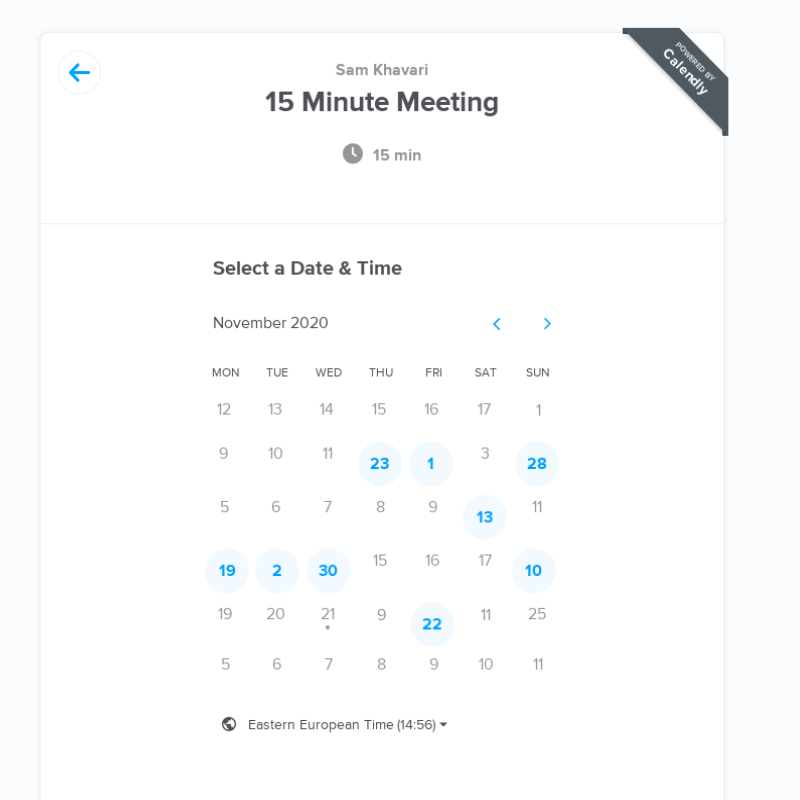 POWERED BY
Calendly
Sam Khavari
15 Minute Meeting
15 min
Select a Date & Time
November 2020
MON TUE WED THU FRI SAT SUN
12 13 14 15 16 17 1
9 10 11 23 1 3 28
5 6 7 8 9 13 11
19 2 30 15 16 17 10
19 20 21 9 22 11 25
5 6 7 8 9 10 11
Eastern European Time (14:56)